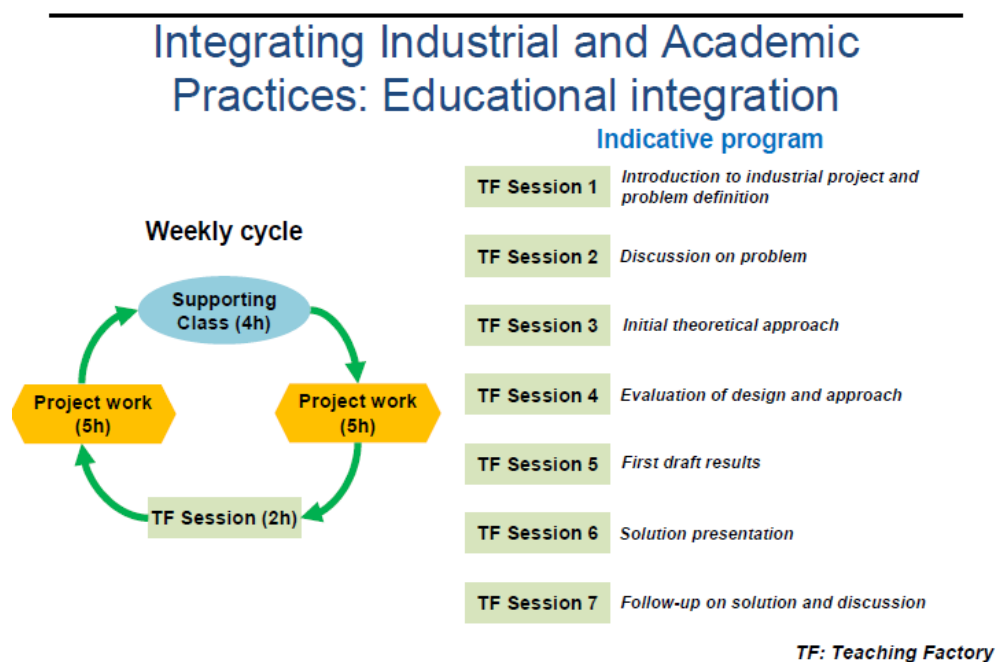 Integrating Industrial and Academic
Practices: Educational integration
Indicative program
Weekly cycle
Supporting
Class (4h)
Project work
(5h)
TF Session (2h)
Project work
(5h)
TF Session 1
Introduction to industrial project and
problem definition
TF Session 2
Discussion on problem
TF Session 3
Initial theoretical approach
TF Session 4
Evaluation of design and approach
TF Session 5
First draft results
TF Session 6
Solution presentation
TF Session 7
Follow-up on solution and discussion
TF: Teaching Factory